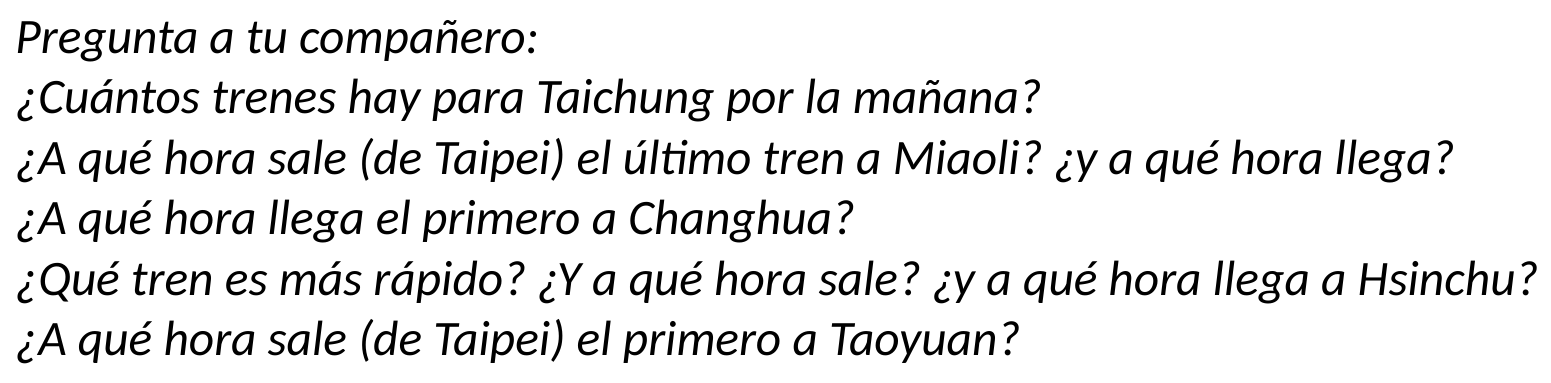 Pregunta a tu compañero:
¿Cuántos trenes hay para Taichung por la mañana?
¿A qué hora sale (de Taipei) el último tren a Miaoli? ¿y a qué hora llega?
¿A qué hora llega el primero a Changhua?
¿Qué tren es más rápido? ¿Y a qué hora sale? ¿y a qué hora llega a Hsinchu?
¿A qué hora sale (de Taipei) el primero a Taoyuan?